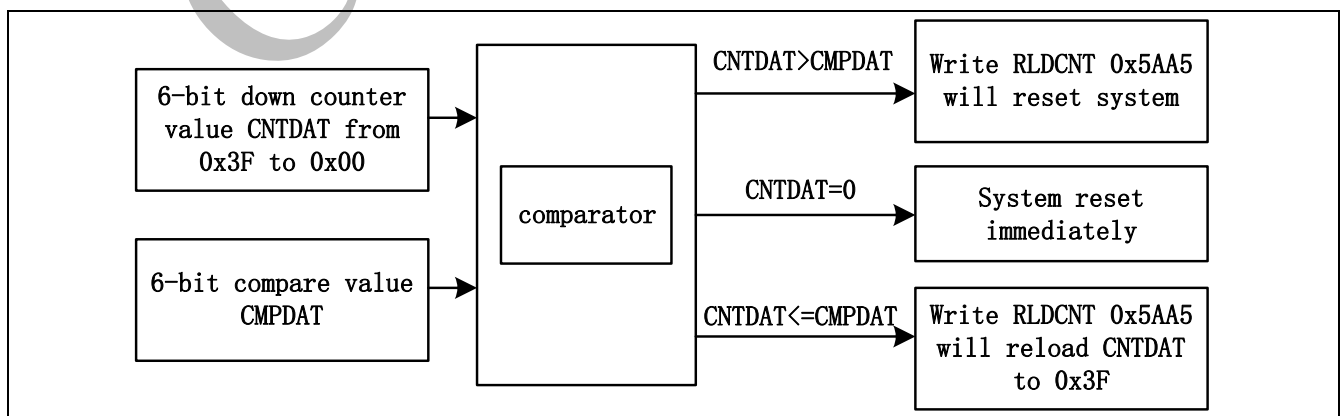 6-bit down counter
value CNTDAT from
0x3F to 0x00
6-bit compare value
CMPDAT
comparator
CNTDAT>CMPDAT
Write RLDCNT 0x5AA5
will reset system
CNTDAT=0
System reset
immediately
CNTDAT<=CMPDAT
Write RLDCNT 0x5AA5
will reload CNTDAT
to 0x3F